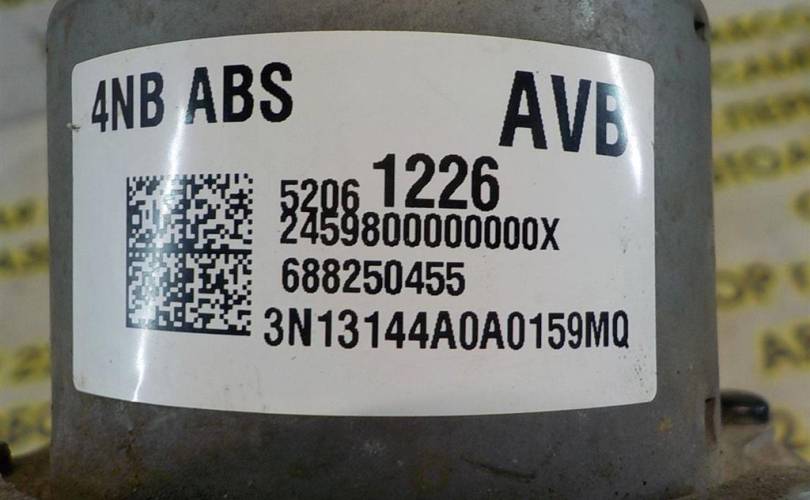 4NB ABS AVB
5206 1226
2459800000000X
688250455
3N13144A0A0159MQ